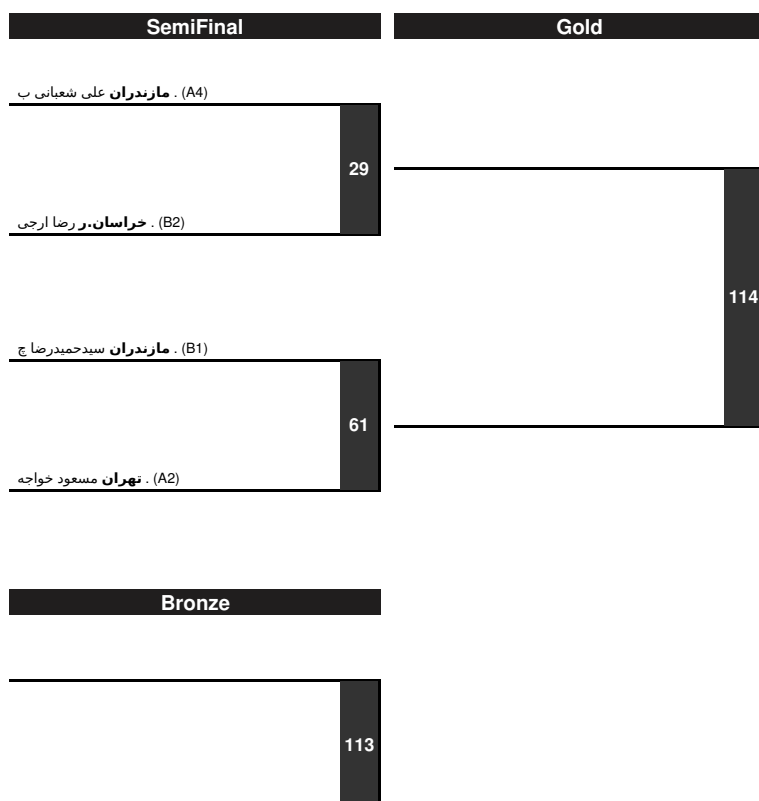 SemiFinal
Gold
(A4) . مازندران علی شعبانی ب
29
(B2) . خراسان.ر رضا ارجی
114
(B1) . مازندران سیدحمیدرضا چ
61
(A2) . تهران مسعود خواجه
Bronze
113